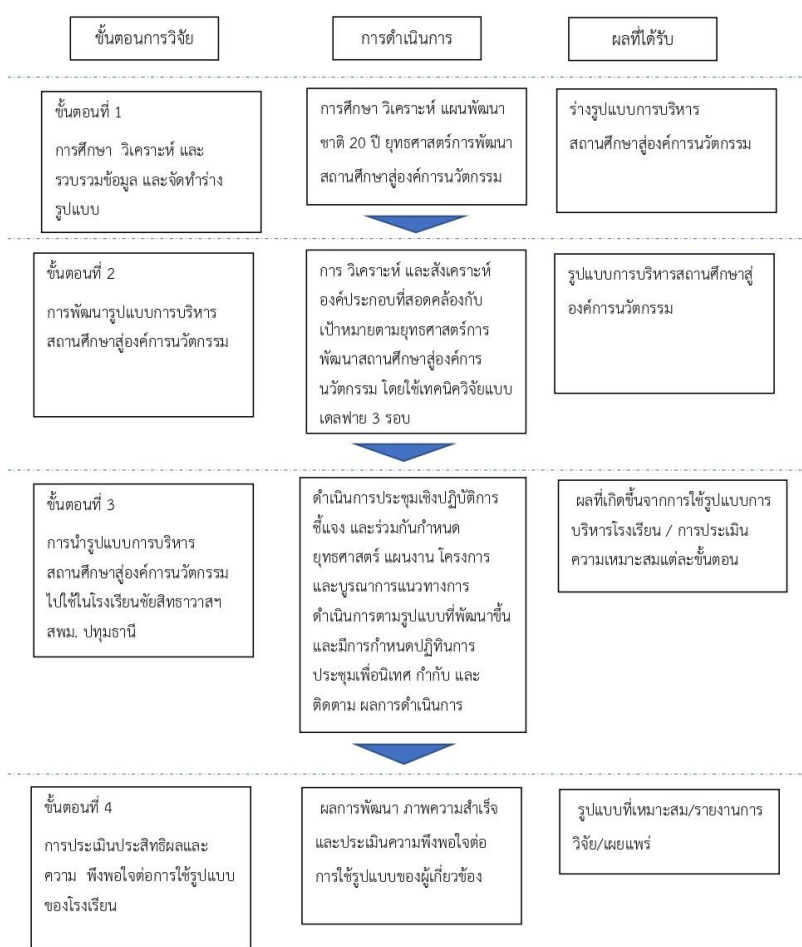 ขั้นตอนการวิจัย
การดำเนินการ
ผลที่ได้รับ
ขั้นตอนที่ 1
การศึกษา วิเคราะห์ และ
รวบรวมข้อมูล และจัดทำร่าง
รูปแบบ
การศึกษา วิเคราะห์ แผนพัฒนา
ชาติ 20 ปี ยุทธศาสตร์การพัฒนา
สถานศึกษาสู่องค์การนวัตกรรม
ร่างรูปแบบการบริหาร
สถานศึกษาสู่องค์การนวัตกรรม
ขั้นตอนที่ 2
การพัฒนารูปแบบการบริหาร
สถานศึกษาสู่องค์การนวัตกรรม
การ วิเคราะห์ และสังเคราะห์
องค์ประกอบที่สอดคล้องกับ
เป้าหมายตามยุทธศาสตร์การ
พัฒนาสถานศึกษาสู่องค์การ
นวัตกรรม โดยใช้เทคนิควิจัยแบบ
เดลฟาย 3 รอบ
รูปแบบการบริหารสถานศึกษาสู่
องค์การนวัตกรรม
ขั้นตอนที่ 3
การนำรูปแบบการบริหาร
สถานศึกษาสู่องค์การนวัตกรรม
ไปใช้ในโรงเรียนชัยสิทธาวาสฯ
สพม. ปทุมธานี
ดำเนินการประชุมเชิงปฏิบัติการ
ชี้แจง และร่วมกันกำหนด
ยุทธศาสตร์ แผนงาน โครงการ
และบูรณาการแนวทางการ
ดำเนินการตามรูปแบบที่พัฒนาขึ้น
และมีการกำหนดปฏิทินการ
ประชุมเพื่อนิเทศ กำกับ และ
ติดตาม ผลการดำเนินการ
ผลที่เกิดขึ้นจากการใช้รูปแบบการ
บริหารโรงเรียน / การประเมิน
ความเหมาะสมแต่ละขั้นตอน
ขั้นตอนที่ 4
การประเมินประสิทธิผลและ
ความ พึงพอใจต่อการใช้รูปแบบ
ของโรงเรียน
ผลการพัฒนา ภาพความสำเร็จ
และประเมินความพึงพอใจต่อ
การใช้รูปแบบของผู้เกี่ยวข้อง
รูปแบบที่เหมาะสม/รายงานการ
วิจัย/เผยแพร่